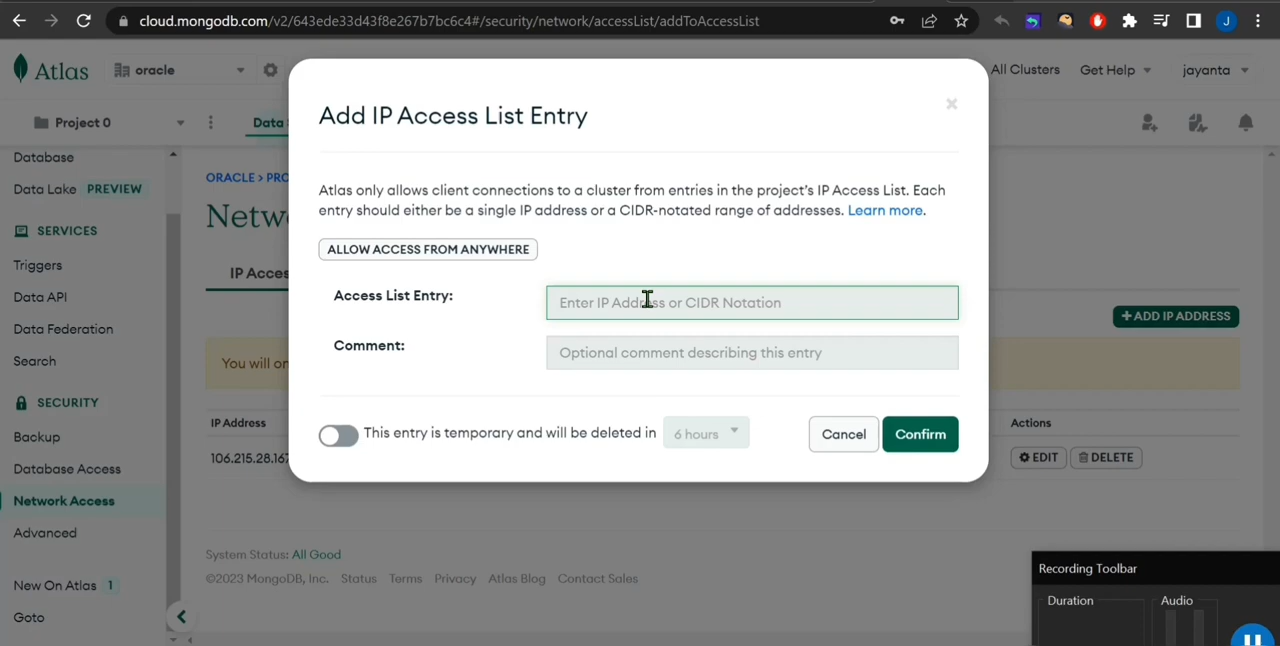 cloud.mongodb.com/v2/643ede33d43f8e267b7bc6c4#/security/network/accessList/addToAccessList
J
Atlas
oracle
All Clusters
Get Help
jayanta
Project 0
Data
Add IP Access List Entry
Database
Data Lake PREVIEW
SERVICES
Triggers
Data API
Data Federation
Search
SECURITY
Backup
Database Access
Network Access
Advanced
New On Atlas 1
Goto
ORACLE > PRO
Netw
IP Acces
Atlas only allows client connections to a cluster from entries in the project's IP Access List. Each
entry should either be a single IP address or a CIDR-notated range of addresses. Learn more.
ALLOW ACCESS FROM ANYWHERE
Access List Entry:
Enter IP Address or CIDR Notation
Comment:
Optional comment describing this entry
This entry is temporary and will be deleted in
6 hours
Cancel
Confirm
+ ADD IP ADDRESS
You will on
IP Address
Actions
106.215.28.167
EDIT
DELETE
System Status: All Good
©2023 MongoDB, Inc. Status Terms Privacy Atlas Blog Contact Sales
Recording Toolbar
Duration
Audio